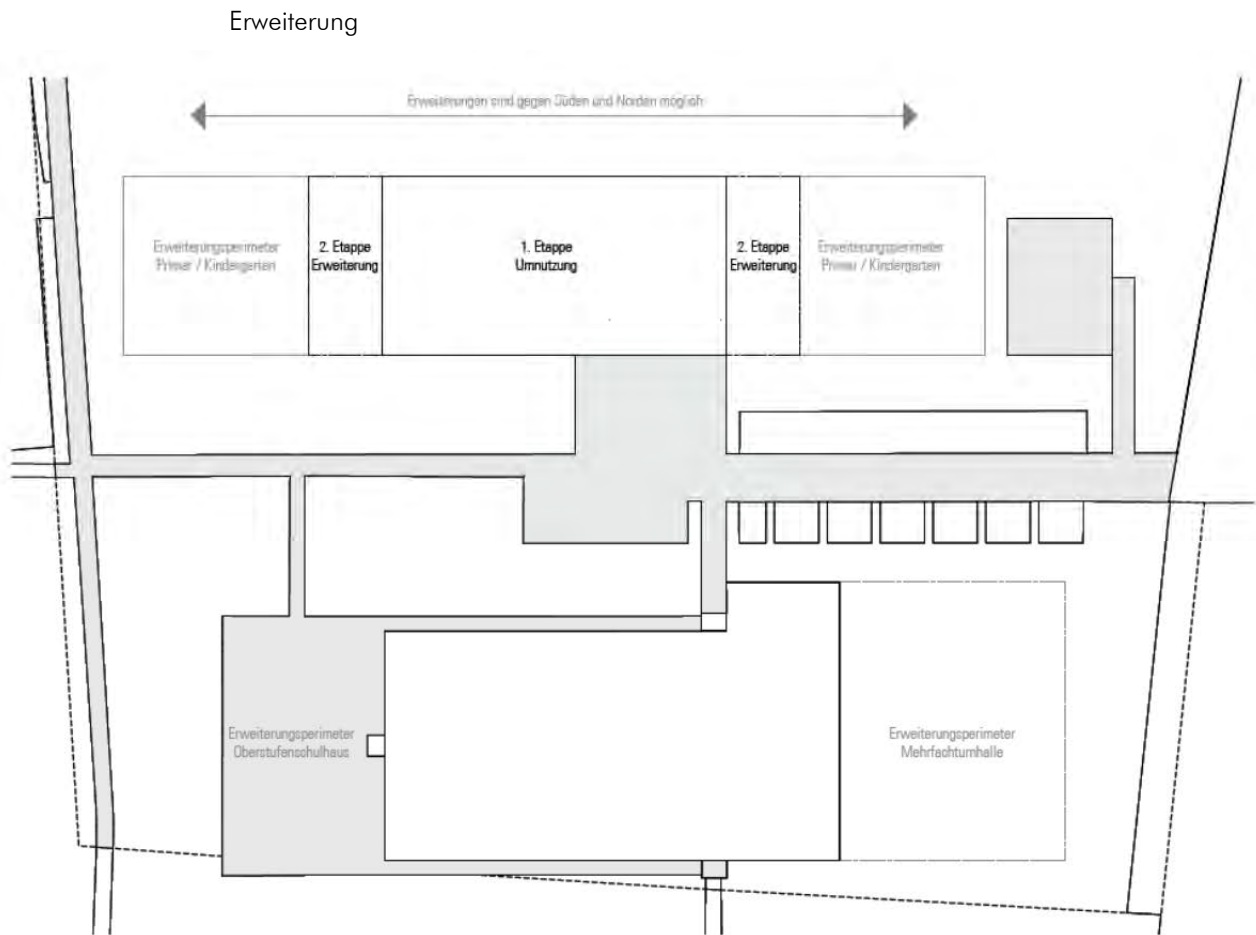 Erweiterung
Erweiterungen sind gegen Süden und Norden möglich
Erweiterungsperimeter
Primar / Kindergarten
2. Etappe
Erweiterung
1. Etappe
Umnutzung
2. Etappe
Erweiterung
Erweiterungsperimeter
Primar / Kindergarten
Erweiterungsperimeter
Oberstufenschulhaus
Erweiterungsperimeter
Mehrfachturnhalle